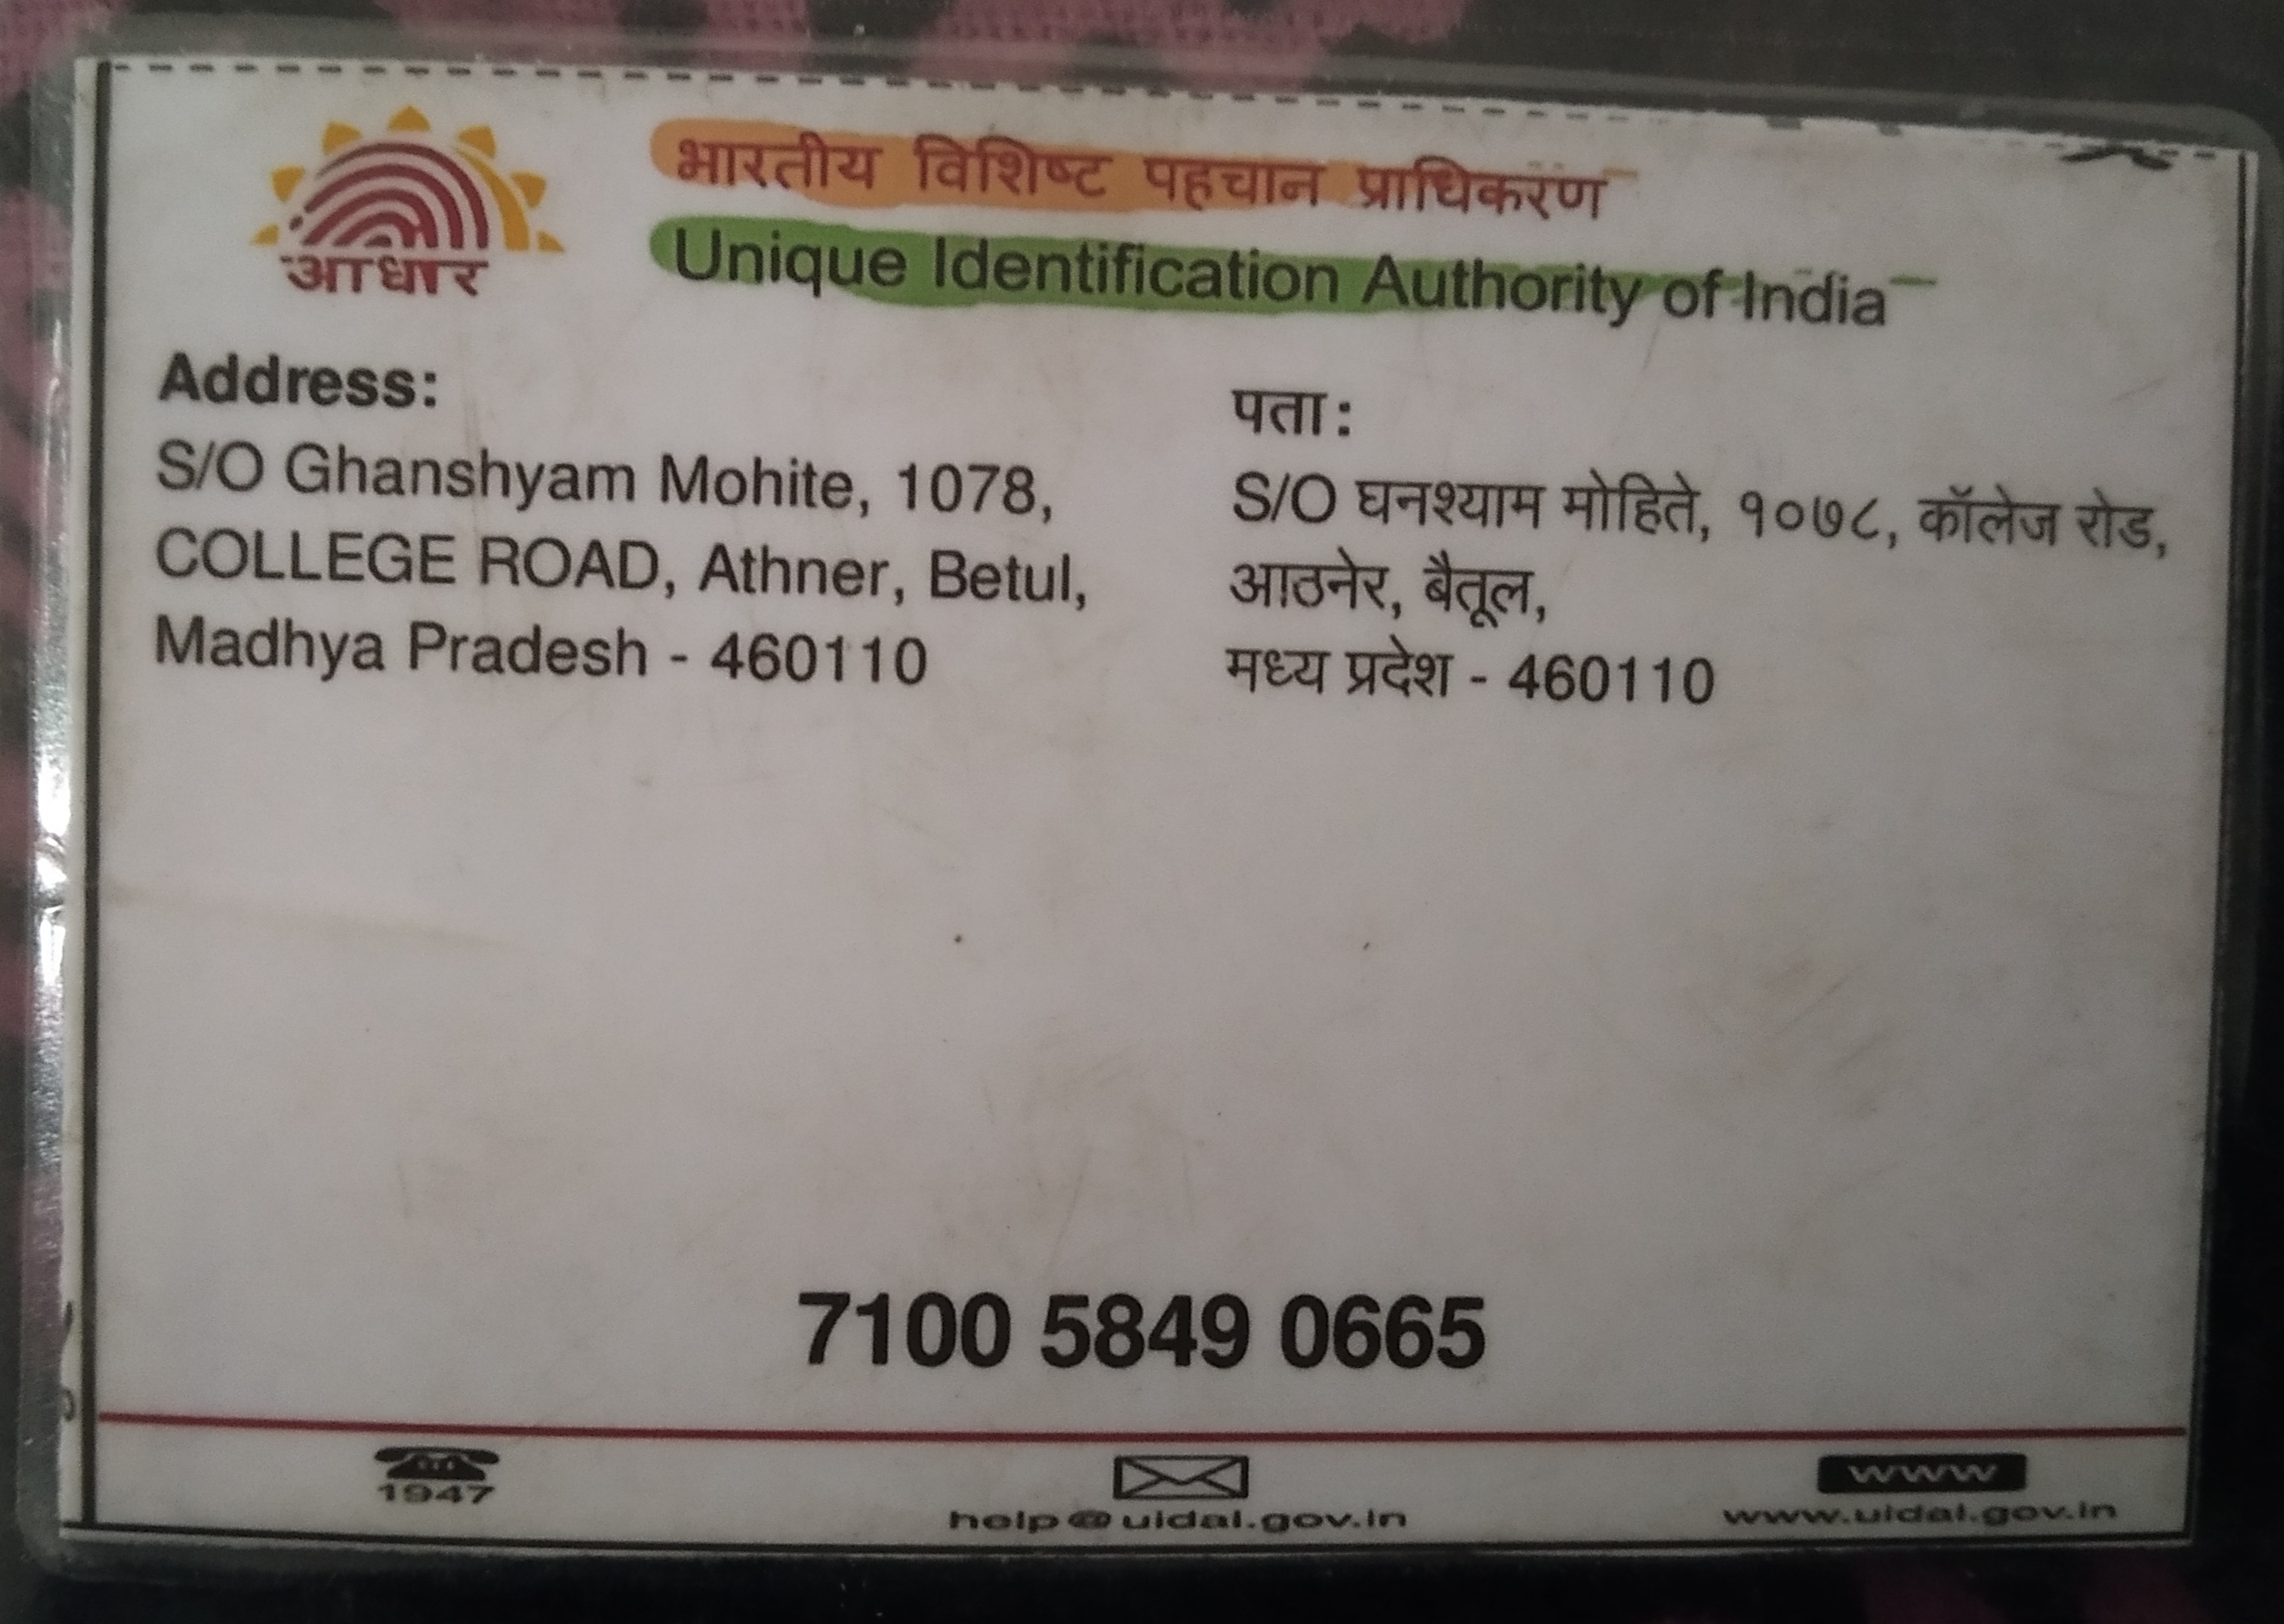 आधार
भारतीय विशिष्ट पहचान प्राधिकरण
Unique Identification Authority of India
Address:
S/O Ghanshyam Mohite, 1078,
COLLEGE ROAD, Athner, Betul,
Madhya Pradesh - 460110
पता :
S/O घनश्याम मोहिते, १०७८, कॉलेज रोड,
आठनेर, बैतूल,
मध्य प्रदेश - 460110
7100 5849 0665
1947
help@uidai.gov.in
www
www.uidai.gov.in